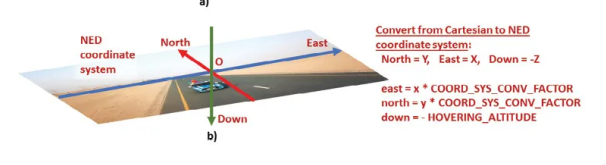 a)
NED
coordinate
system
North
East
O
Down
b)
Convert from Cartesian to NED
coordinate system:
North = Y, East = X, Down = -Z
east = x * COORD_SYS_CONV_FACTOR
north = y * COORD_SYS_CONV_FACTOR
down = - HOVERING_ALTITUDE